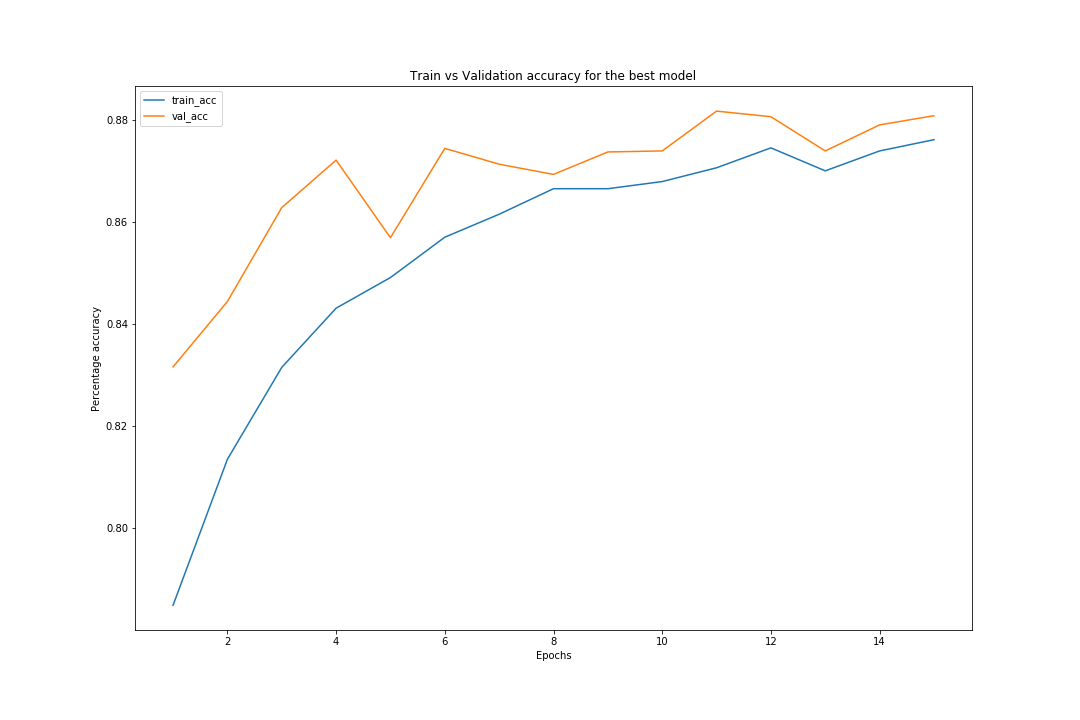 Train vs Validation accuracy for the best model
train_acc
val_acc
0.88
0.86
0.84
0.82
0.80
Percentage accuracy
2 4 6 8 10 12 14
Epochs